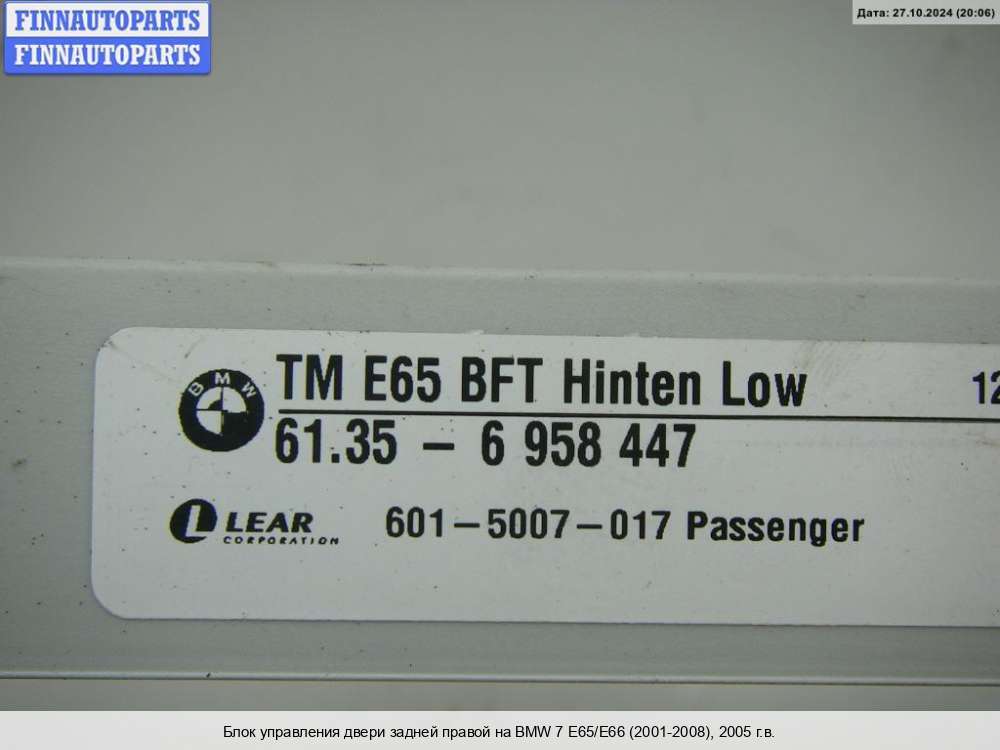 FINNAUTOPARTS
FINNAUTOPARTS
Дата: 27.10.2024 (20:06)
BMW
TM E65 BFT Hinten Low 12
61.35 – 6 958 447
LEAR
CORPORATION
601–5007–017 Passenger
Блок управления двери задней правой на BMW 7 E65/E66 (2001-2008), 2005 г.в.